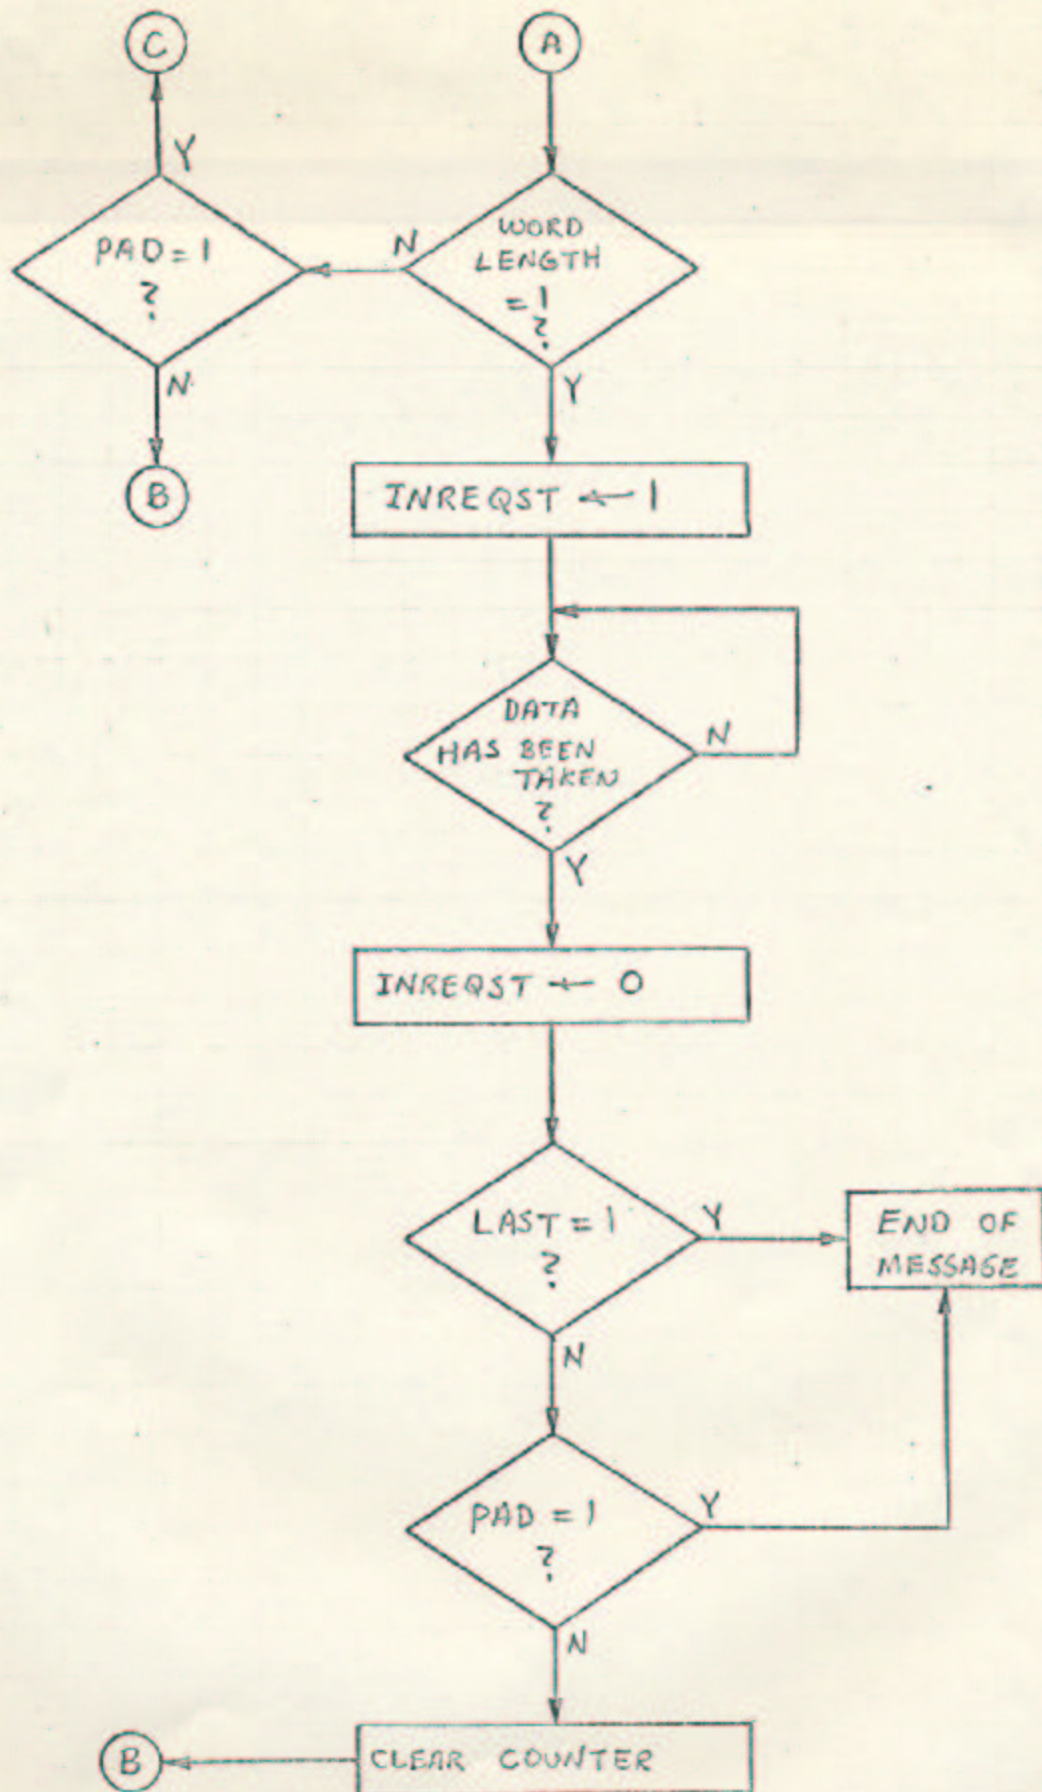 C
A
Y
PAD = 1
?
N
WORD
LENGTH
= 1
?
N
B
Y
INREQST ← 1
DATA
HAS BEEN
TAKEN
?
N
Y
INREQST ← 0
LAST = 1
?
Y
END OF
MESSAGE
N
PAD = 1
?
Y
N
B
CLEAR COUNTER